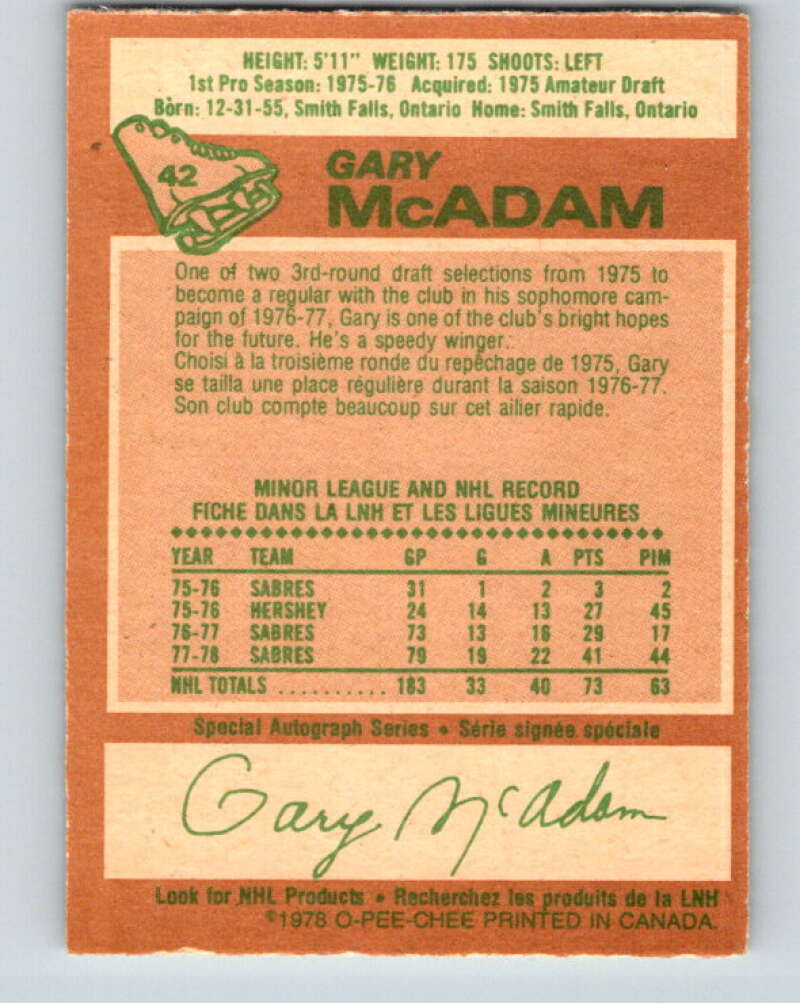 HEIGHT: 5'11" WEIGHT: 175 SHOOTS: LEFT
1st Pro Season: 1975-76 Acquired: 1975 Amateur Draft
Born: 12-31-55, Smith Falls, Ontario Home: Smith Falls, Ontario
42
GARY
McADAM
One of two 3rd-round draft selections from 1975 to
become a regular with the club in his sophomore cam-
paign of 1976-77, Gary is one of the club's bright hopes
for the future. He's a speedy winger.
Choisi à la troisième ronde du repêchage de 1975, Gary
se tailla une place régulière durant la saison 1976-77.
Son club compte beaucoup sur cet ailier rapide.
MINOR LEAGUE AND NHL RECORD
FICHE DANS LA LNH ET LES LIGUES MINEURES
YEAR TEAM GP G A PTS PIM
75-76 SABRES 31 1 2 3 2
75-76 HERSHEY 24 14 13 27 45
76-77 SABRES 73 13 16 29 17
77-78 SABRES 79 19 22 41 44
NHL TOTALS .......... 183 33 40 73 63
Special Autograph Series • Série signée spéciale
Gary McAdam
Look for NHL Products • Recherchez les produits de la LNH
©1978 O-PEE-CHEE PRINTED IN CANADA.